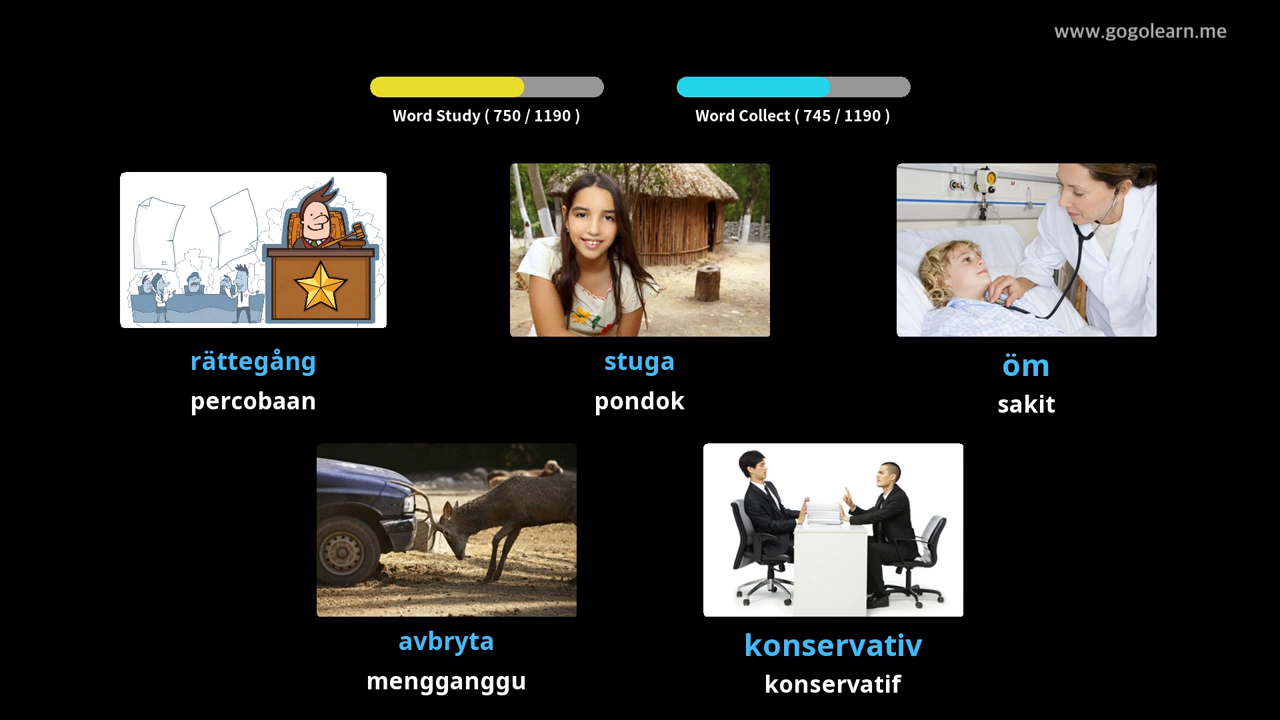 www.gogolearn.me
Word Study ( 750 / 1190 )
Word Collect ( 745 / 1190 )
rättegång
percobaan
stuga
pondok
öm
sakit
avbryta
mengganggu
konservativ
konservatif